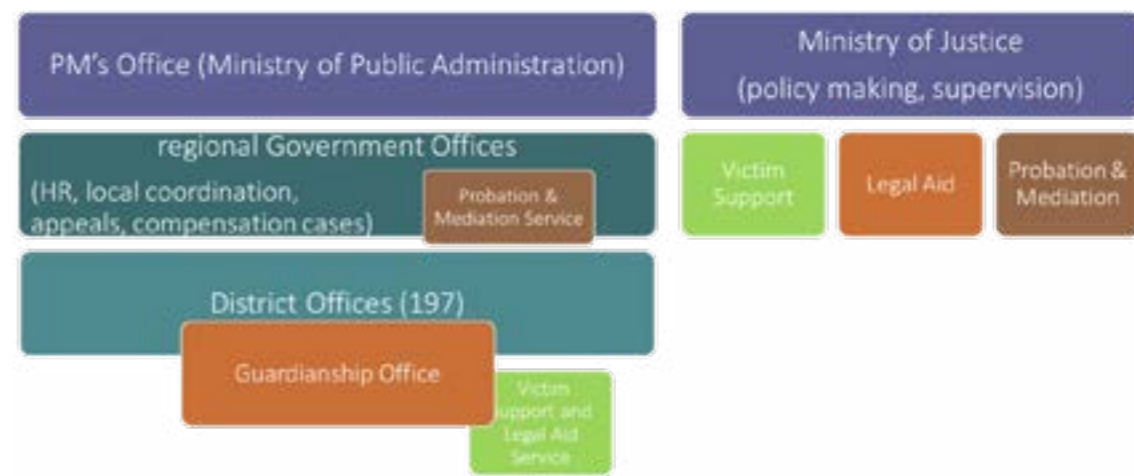 PM's Office (Ministry of Public Administration)
regional Government Offices
(HR, local coordination,
appeals, compensation cases)
Probation &
Mediation Service
District Offices (197)
Guardianship Office
Victim
Support and
Legal Aid
Service
Ministry of Justice
(policy making, supervision)
Victim
Support
Legal Aid
Probation &
Mediation